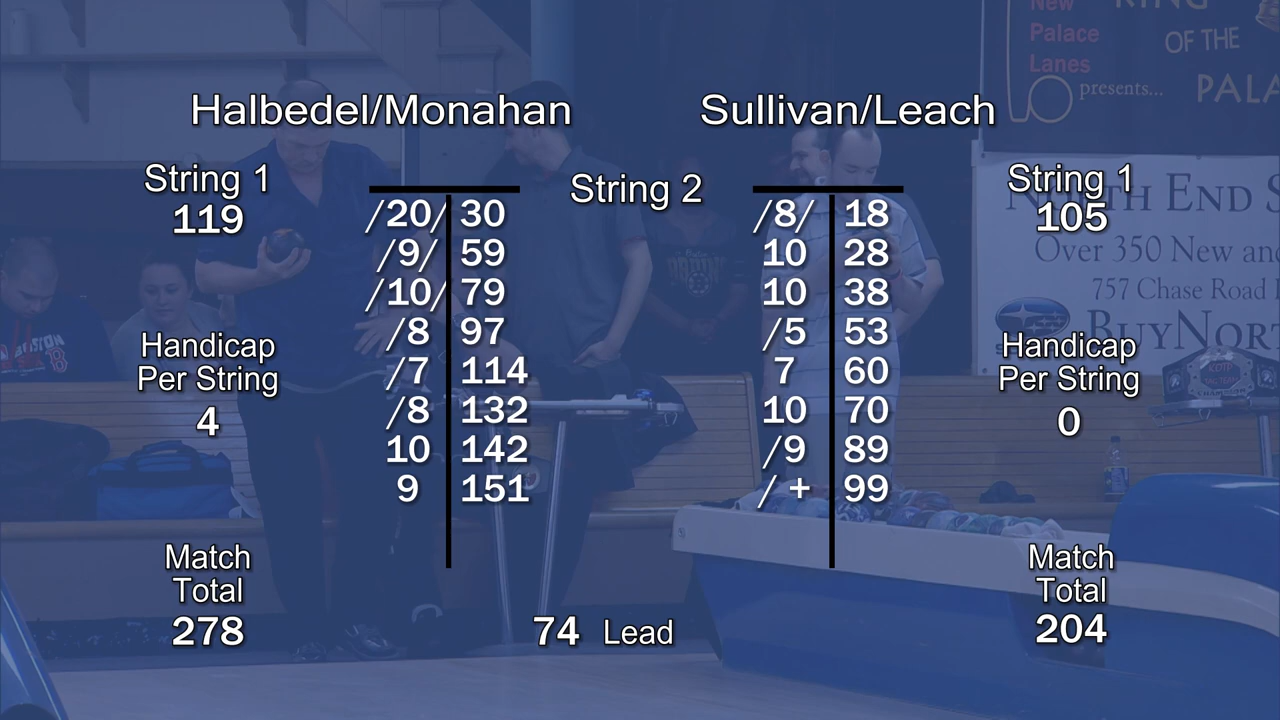 Halbedel/Monahan
Sullivan/Leach
String 1
119
Handicap
Per String
4
Match
Total
278
/20/ 30
/9/ 59
/10/ 79
/8 97
/7 114
/8 132
10 142
9 151
String 2
/8/ 18
10 28
10 38
/5 53
7 60
10 70
/9 89
/ + 99
74 Lead
String 1
105
Handicap
Per String
0
Match
Total
204
New
Palace
Lanes
presents...
KING
OF THE
Over 350 New
757 Chase Road